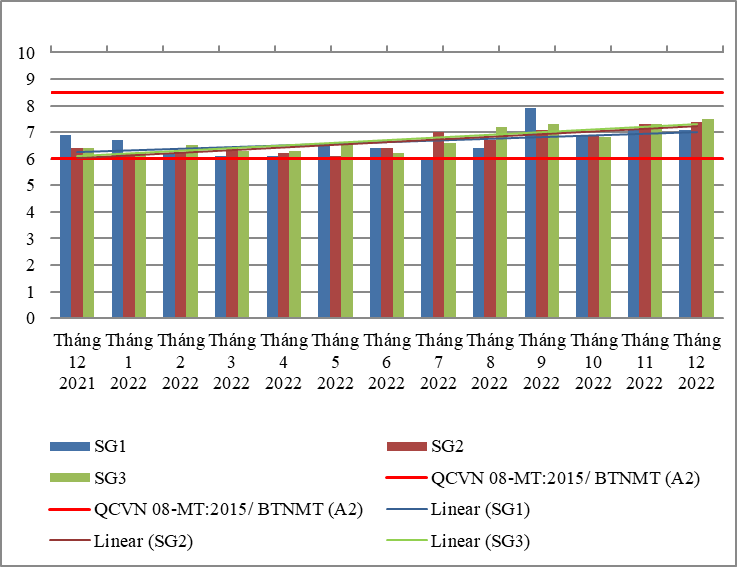 10
9
8
7
6
5
4
3
2
1
0
Tháng Tháng Tháng Tháng Tháng Tháng Tháng Tháng Tháng Tháng Tháng Tháng Tháng
12 1 2 3 4 5 6 7 8 9 10 11 12
2021 2022 2022 2022 2022 2022 2022 2022 2022 2022 2022 2022 2022
SG1 SG2
SG3 QCVN 08-MT:2015/ BTNMT (A2)
QCVN 08-MT:2015/ BTNMT (A2) Linear (SG1)
Linear (SG2) Linear (SG3)